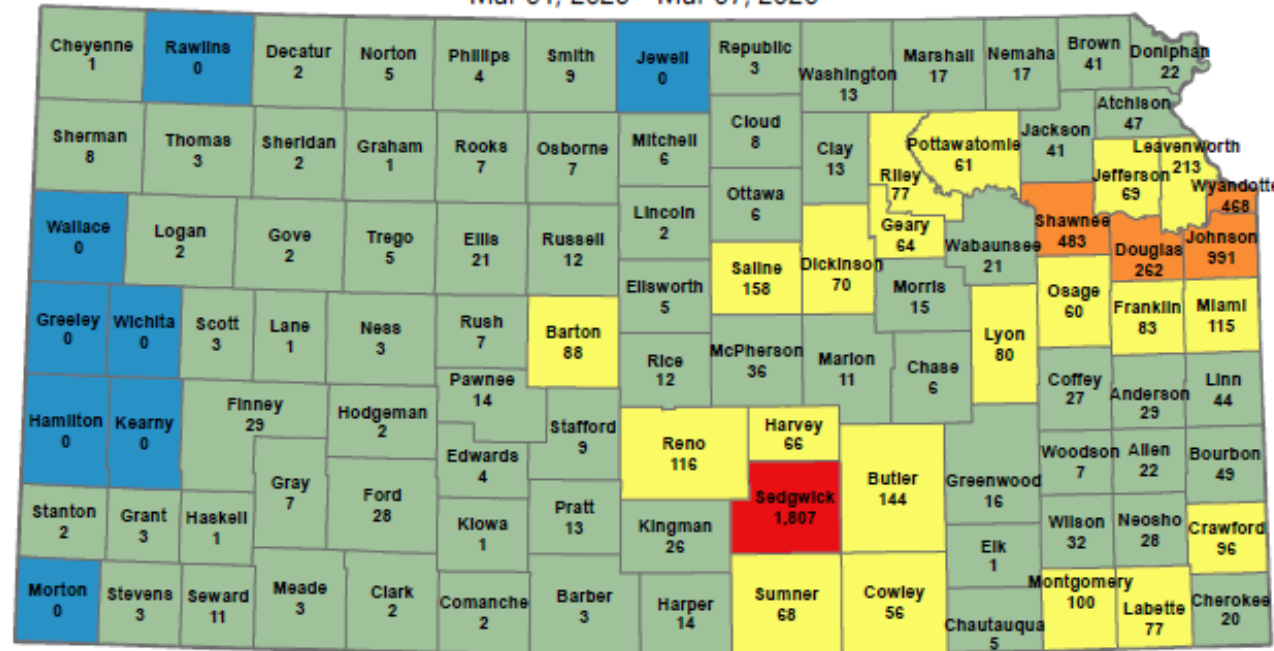 Cheyenne
1
Rawlins
0
Decatur
2
Norton
5
Phillips
4
Smith
9
Jewell
0
Republic
3
Washington
13
Marshall
17
Nemaha
17
Brown
41
Doniphan
22
Atchison
47
Sherman
8
Thomas
3
Sheridan
2
Graham
1
Rooks
7
Osborne
7
Mitchell
6
Cloud
8
Clay
13
Riley
77
Pottawatomie
61
Jackson
41
Jefferson
69
Leavenworth
213
Wyandotte
468
Wallace
0
Logan
2
Gove
2
Trego
5
Ellis
21
Russell
12
Lincoln
2
Ottawa
6
Saline
158
Dickinson
70
Geary
64
Wabaunsee
21
Shawnee
483
Douglas
262
Johnson
991
Ellsworth
5
Morris
15
Osage
60
Franklin
83
Miami
115
Greeley
0
Wichita
0
Scott
3
Lane
1
Ness
3
Rush
7
Barton
88
Rice
12
McPherson
36
Marion
11
Chase
6
Lyon
80
Coffey
27
Anderson
29
Linn
44
Hamilton
0
Kearny
0
Finney
29
Hodgeman
2
Pawnee
14
Stafford
9
Edwards
4
Reno
116
Harvey
66
Sedgwick
1,807
Butler
144
Greenwood
16
Woodson
7
Allen
22
Bourbon
49
Stanton
2
Grant
3
Haskell
1
Gray
7
Ford
28
Kiowa
1
Pratt
13
Kingman
26
Elk
1
Wilson
32
Neosho
28
Crawford
96
Morton
0
Stevens
3
Seward
11
Meade
3
Clark
2
Comanche
2
Barber
3
Harper
14
Sumner
68
Cowley
56
Chautauqua
5
Montgomery
100
Labette
77
Cherokee
20